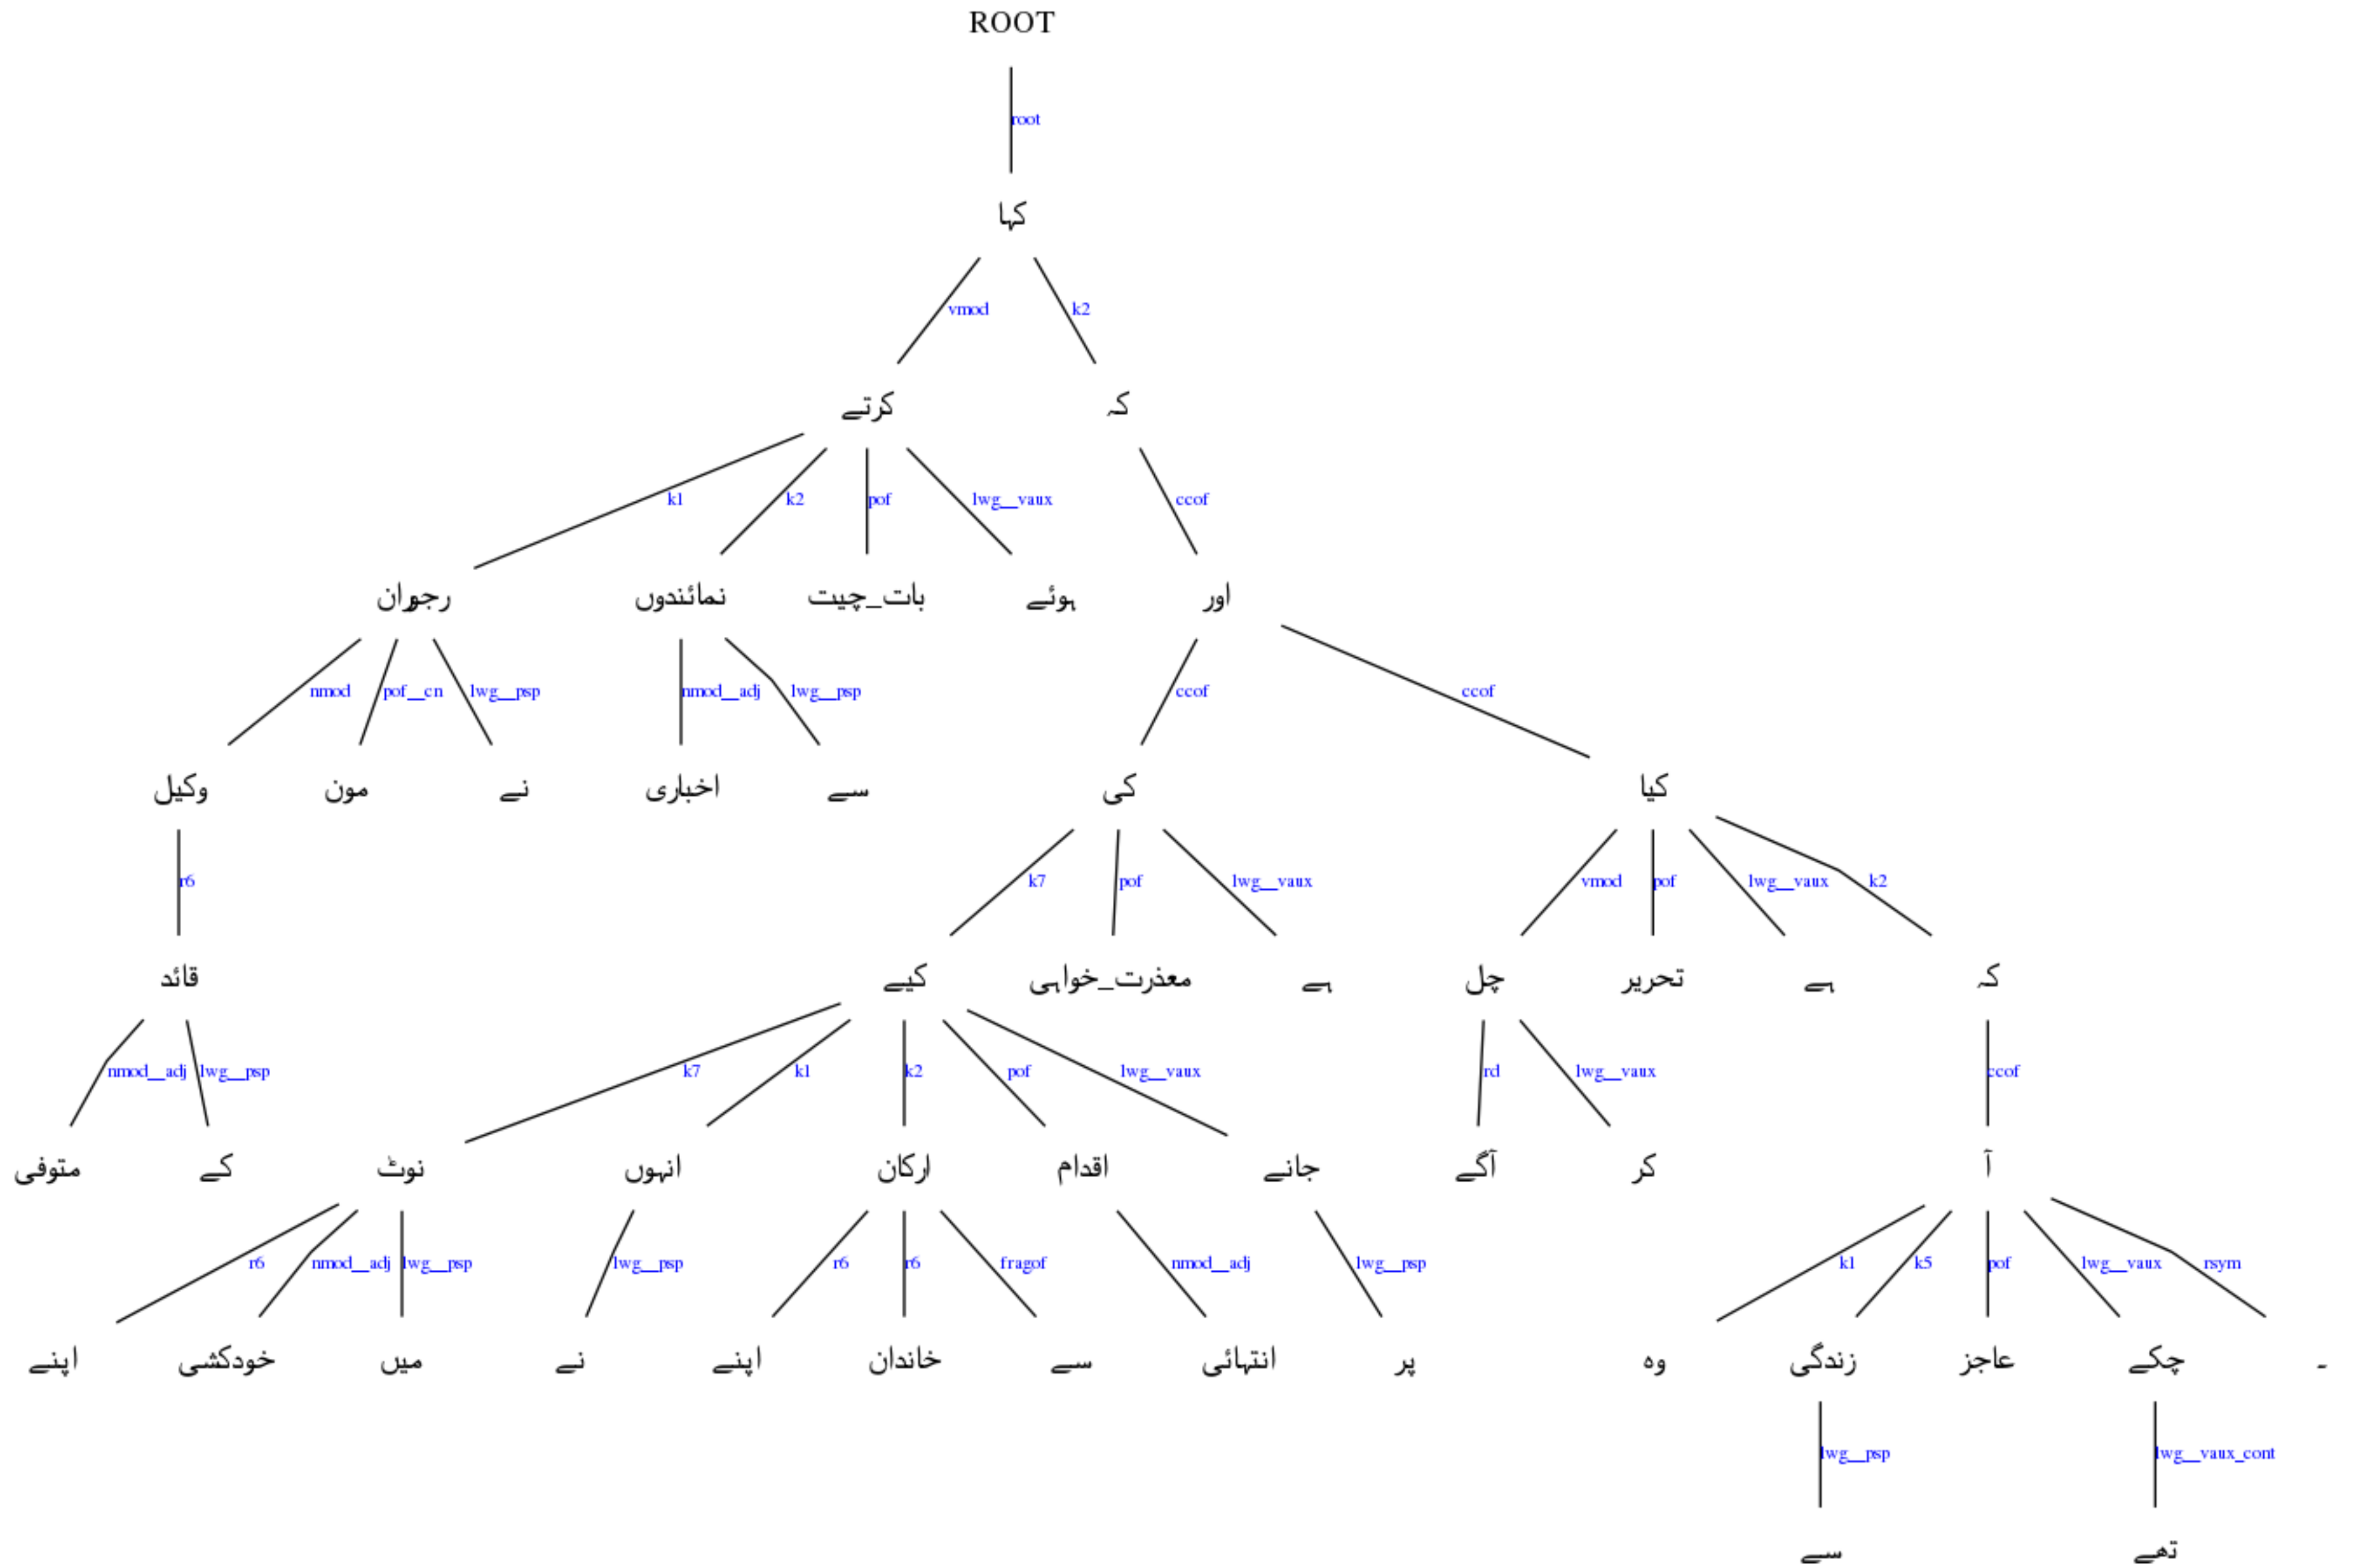 ROOT
root
کہا
vmod k2
کرتے کہ
k1 k2 pof lwg__vaux ccof
نمائندوں بات_چیت ہوئے اور
nmod pof__cn lwg__psp nmod__adj lwg__psp ccof ccof
وکیل مون نے اخباری سے کی کیا
r6 k7 pof lwg__vaux vmod pof lwg__vaux k2
قائد کیے معذرت_خواہی ہے چل تحریر ہے کہ
nmod__adj lwg__psp k7 k1 k2 pof lwg__vaux rd lwg__vaux ccof
متوفی کے نوٹ انہوں ارکان اقدام جانے آگے کر آ
r6 nmod__adj lwg__psp lwg__psp r6 r6 fragof nmod__adj lwg__psp k1 k5 pof lwg__vaux rsym
اپنے خودکشی میں نے اپنے خاندان سے انتہائی پر وہ زندگی عاجز چکے ۔
lwg__psp lwg__vaux_cont
سے تھے